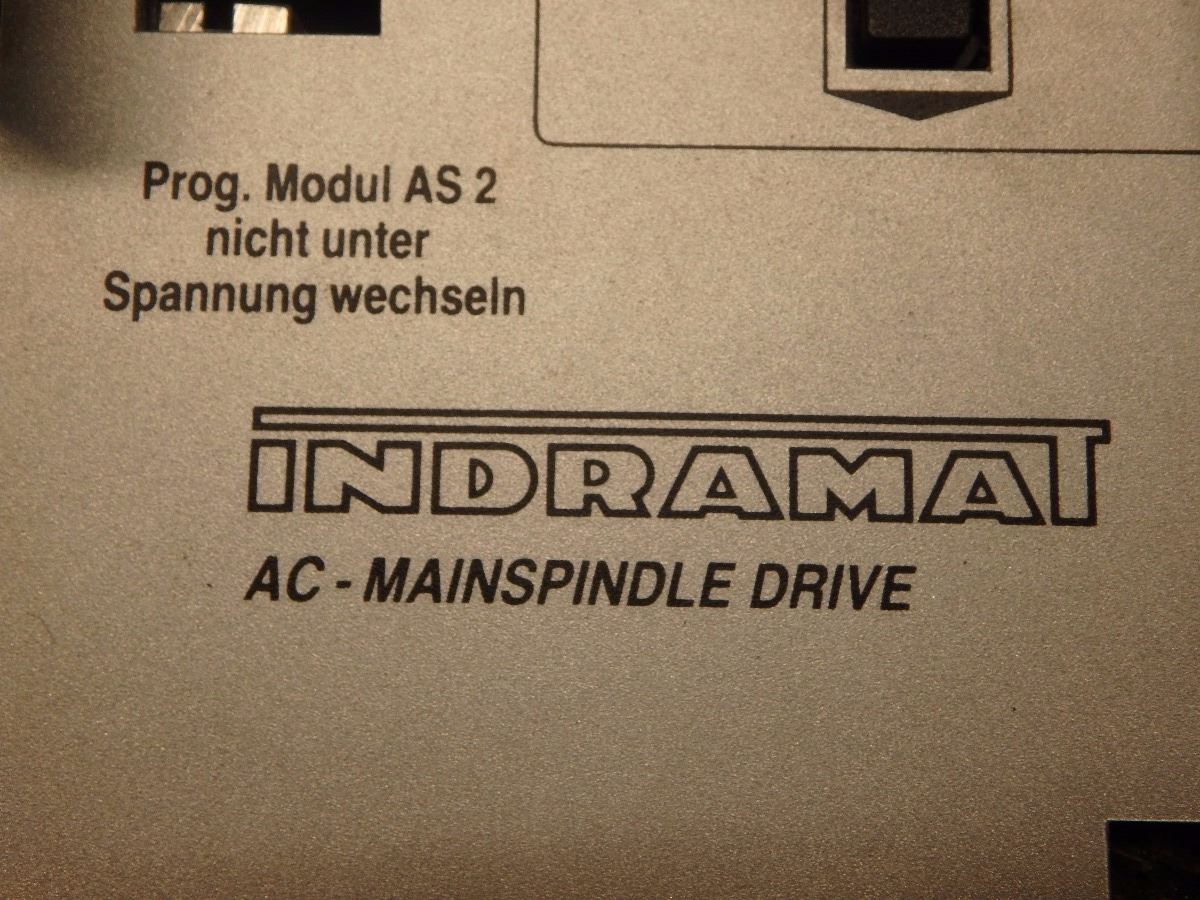 Prog. Modul AS 2
nicht unter
Spannung wechseln
INDRAMAT
AC - MAINSPINDLE DRIVE